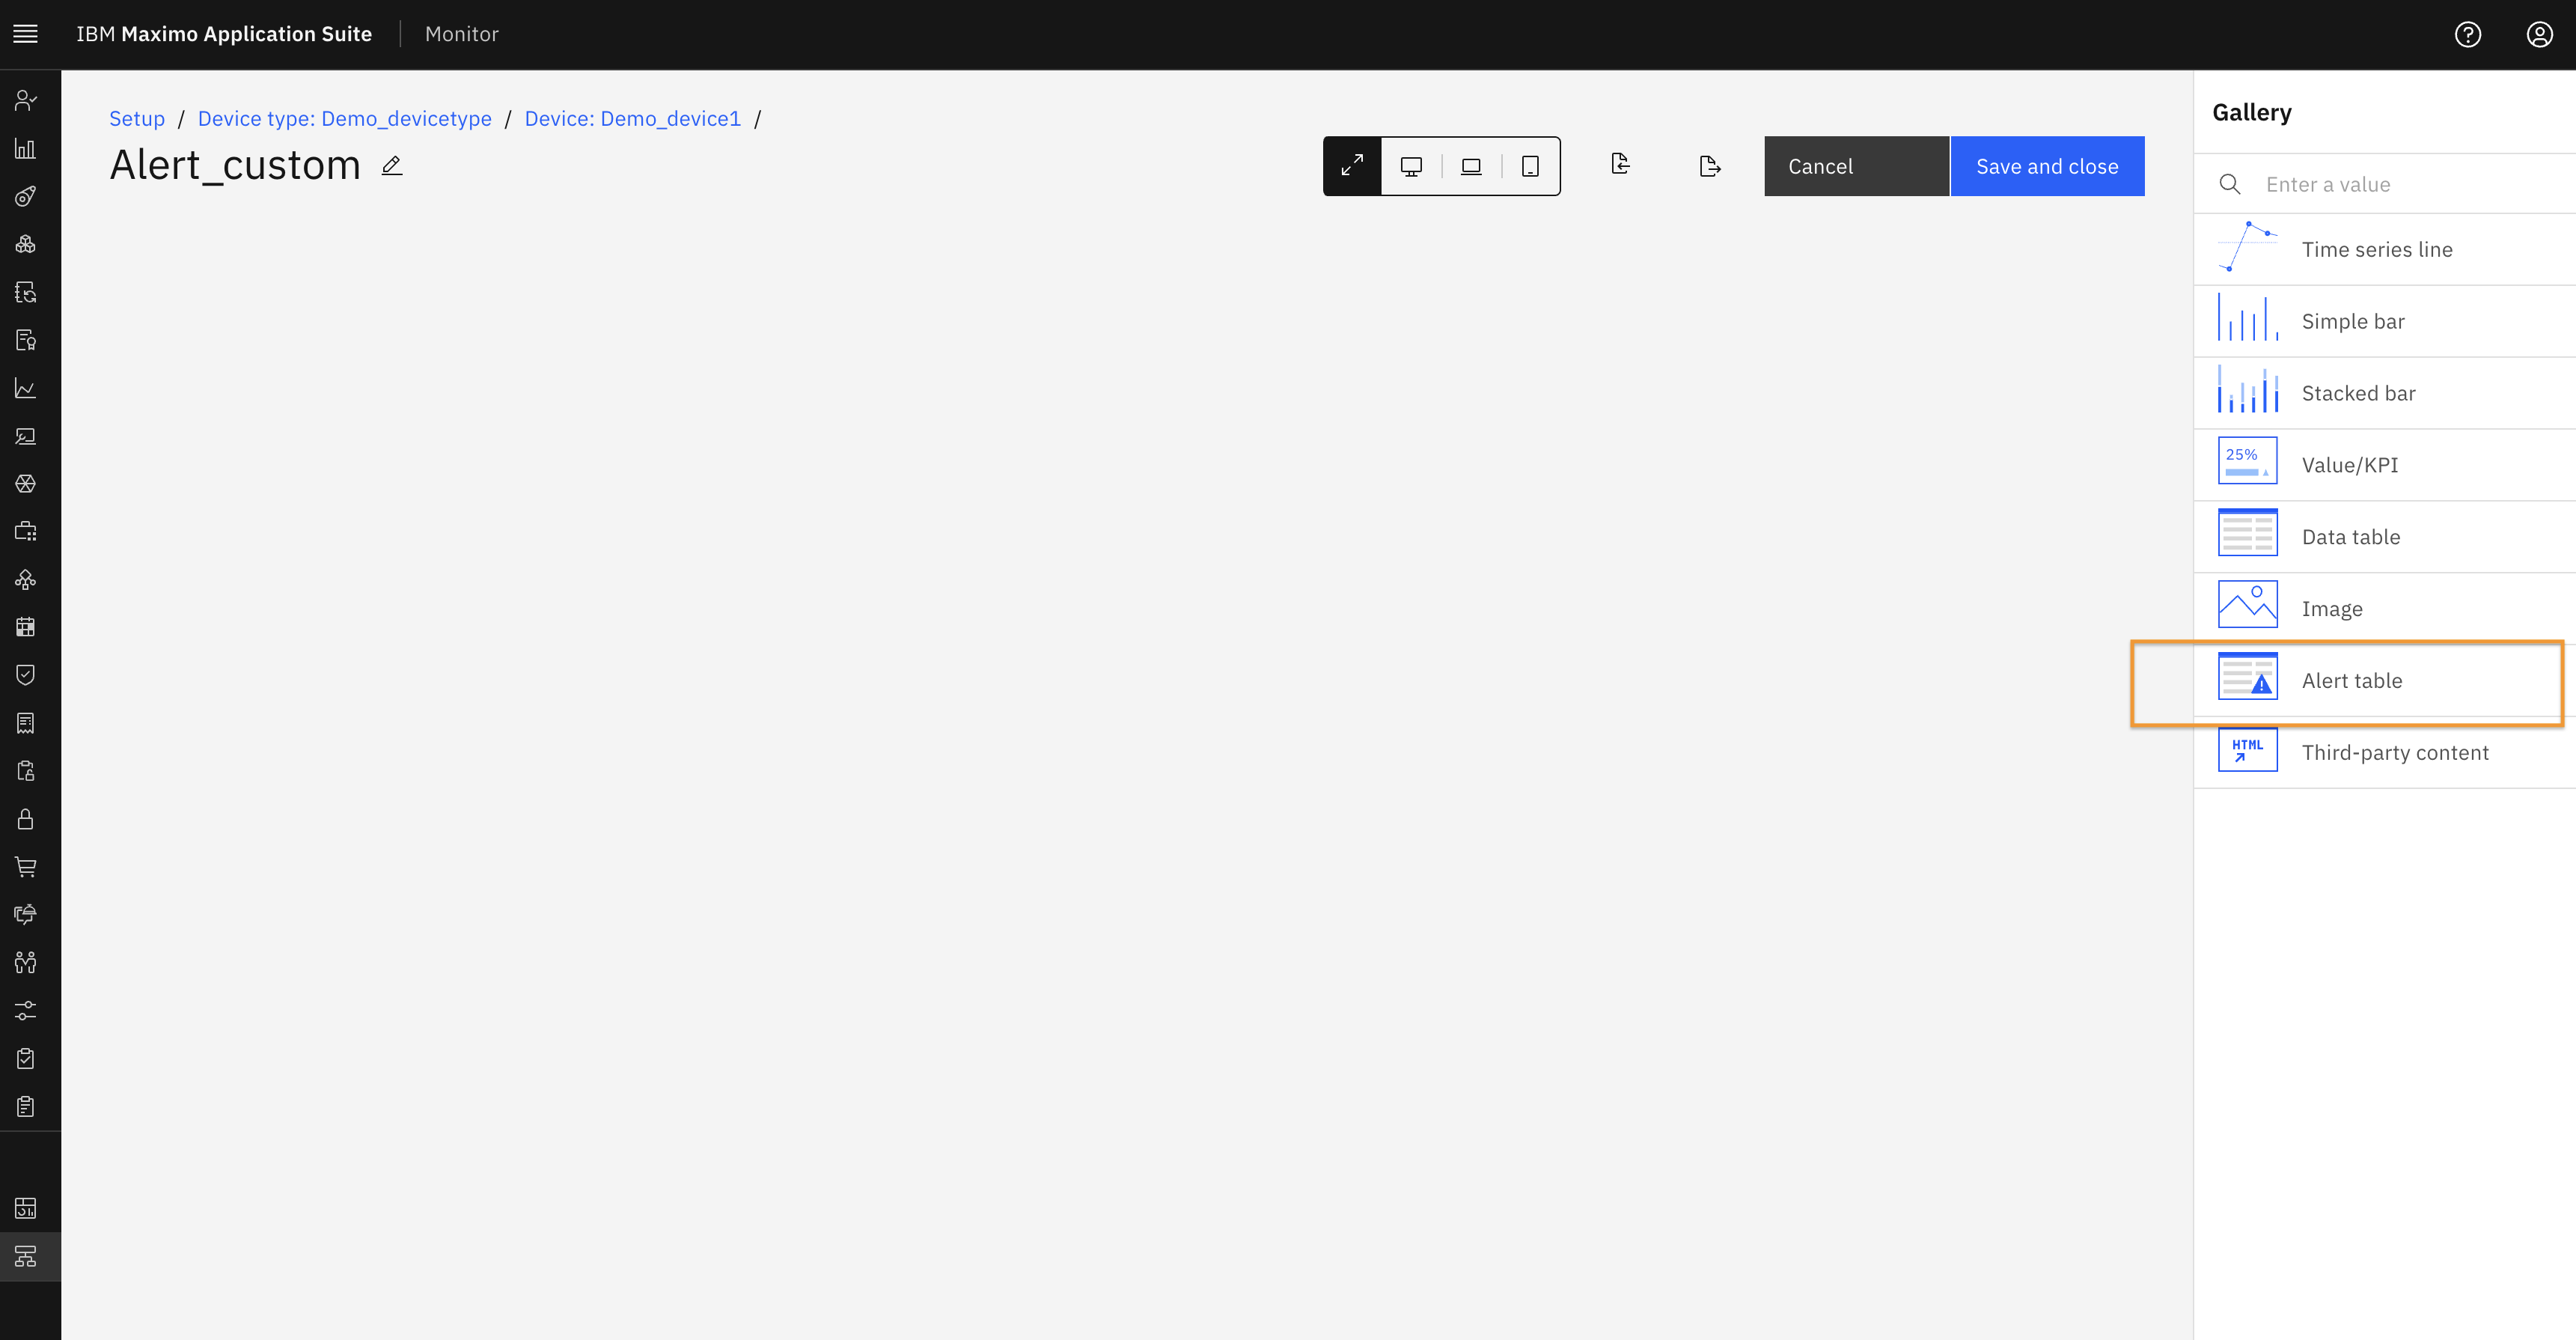 IBM Maximo Application Suite Monitor
Setup / Device type: Demo_devicetype / Device: Demo_device1 /
Alert_custom
Cancel
Save and close
Gallery
Enter a value
Time series line
Simple bar
Stacked bar
25%
Value/KPI
Data table
Image
Alert table
HTML
Third-party content